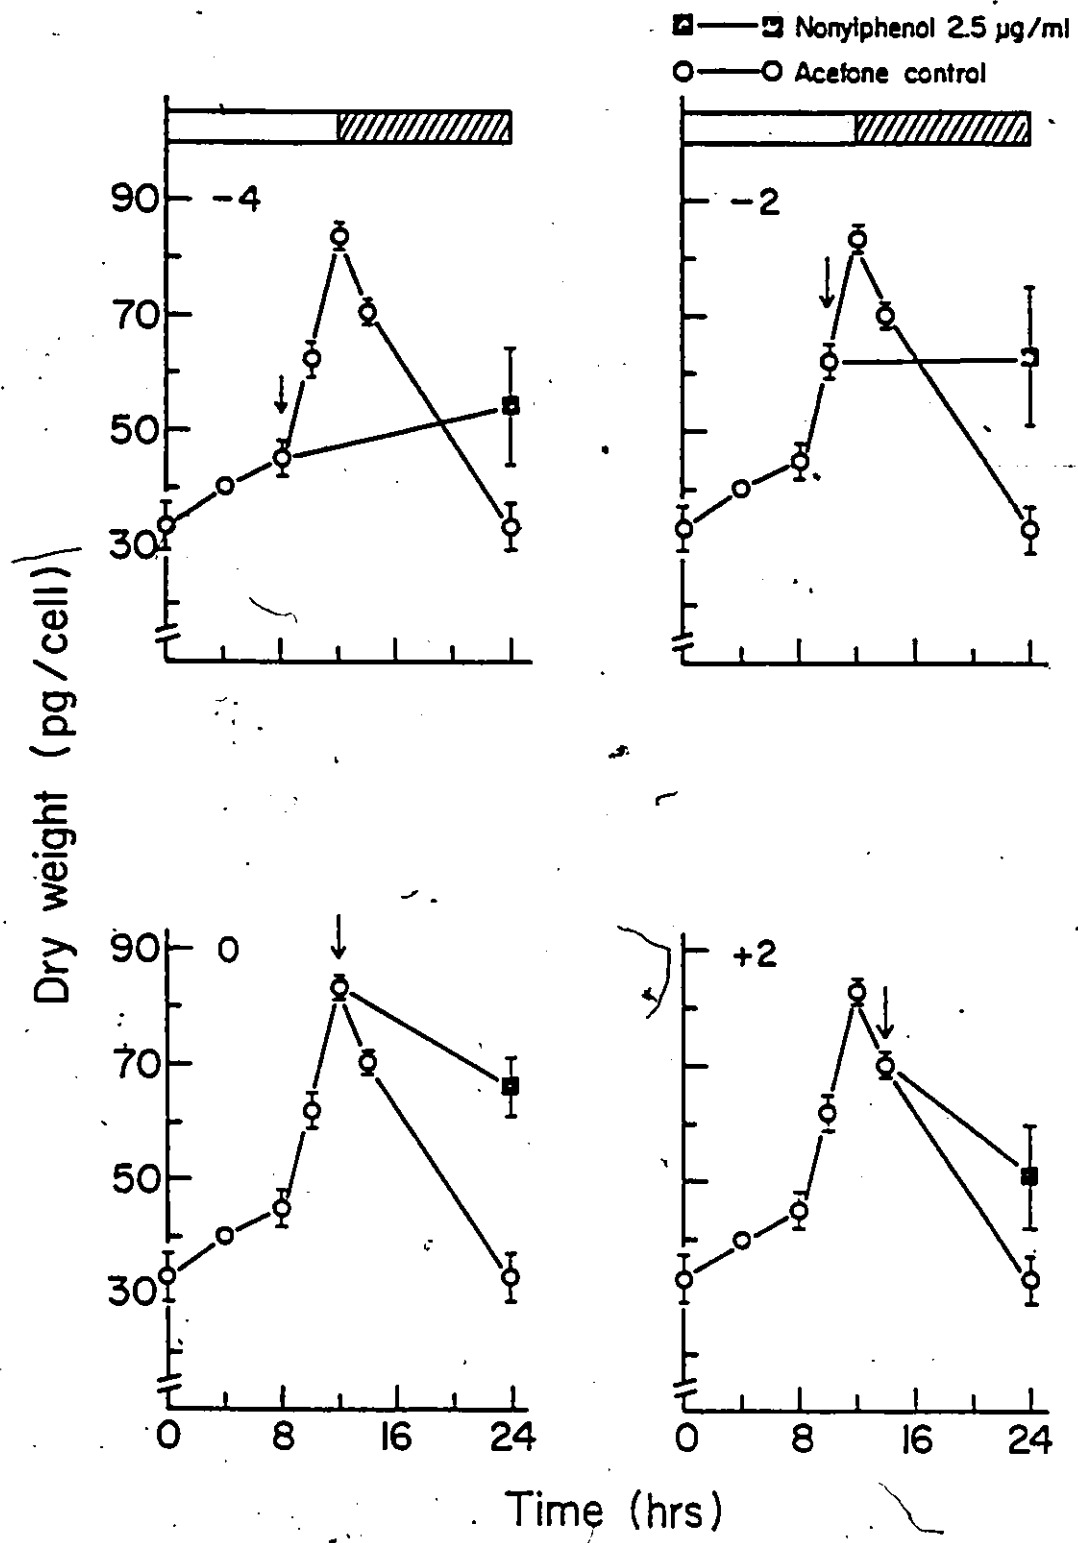 Nonylphenol 2.5 µg/ml
Acetone control
90 -4
70
50
30
-2
Dry weight (pg/cell)
90 0
70
50
30
+2
0 8 16 24
0 8 16 24
Time (hrs)